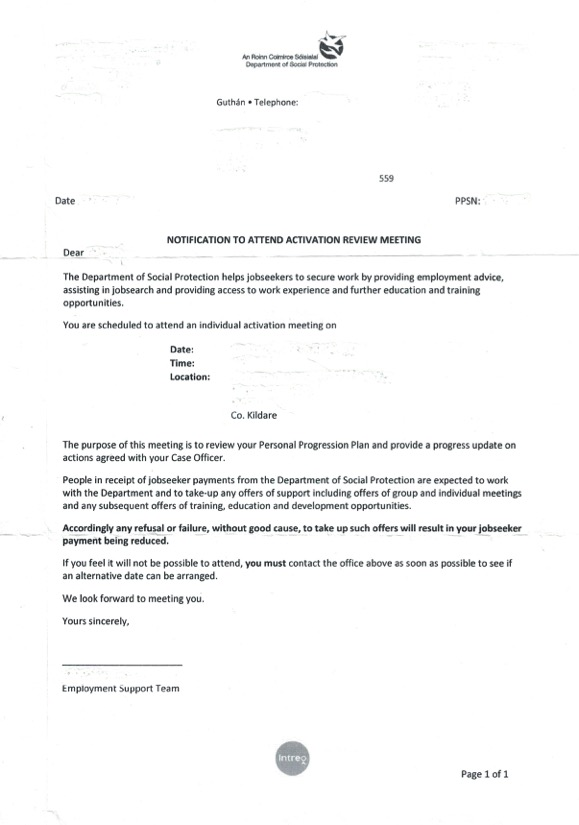 An Roinn Coimirce Sóisialaí
Department of Social Protection
Guthán • Telephone:
559
Date
PPSN:
NOTIFICATION TO ATTEND ACTIVATION REVIEW MEETING
Dear
The Department of Social Protection helps jobseekers to secure work by providing employment advice,
assisting in jobsearch and providing access to work experience and further education and training
opportunities.
You are scheduled to attend an individual activation meeting on
Date:
Time:
Location:
Co. Kildare
The purpose of this meeting is to review your Personal Progression Plan and provide a progress update on
actions agreed with your Case Officer.
People in receipt of jobseeker payments from the Department of Social Protection are expected to work
with the Department and to take-up any offers of support including offers of group and individual meetings
and any subsequent offers of training, education and development opportunities.
Accordingly any refusal or failure, without good cause, to take up such offers will result in your jobseeker
payment being reduced.
If you feel it will not be possible to attend, you must contact the office above as soon as possible to see if
an alternative date can be arranged.
We look forward to meeting you.
Yours sincerely,
Employment Support Team
Intreo
Page 1 of 1